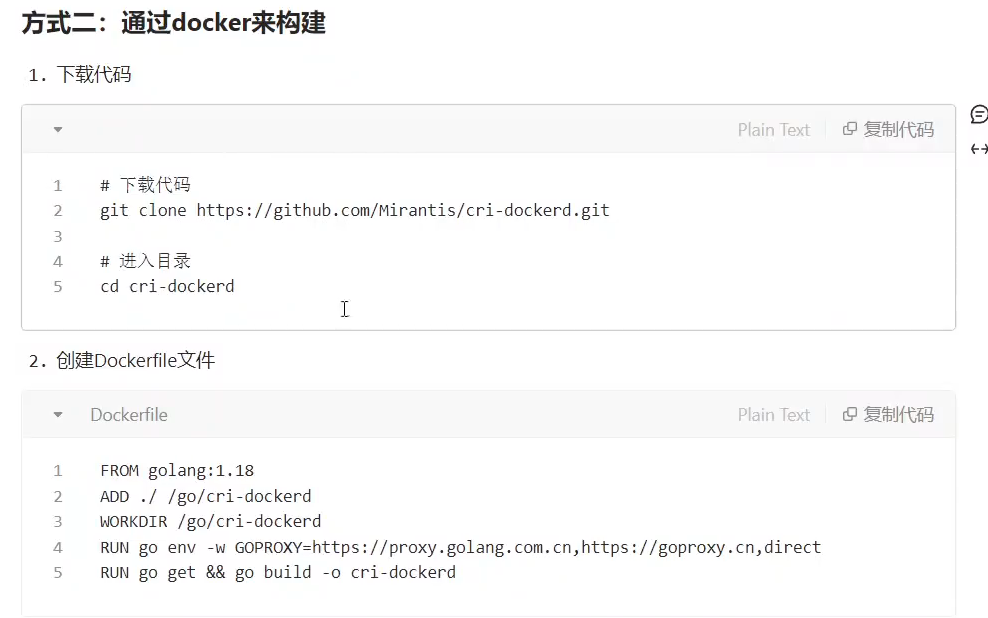 方式二：通过docker来构建
1. 下载代码
Plain Text 复制代码
1 # 下载代码
2 git clone https://github.com/Mirantis/cri-dockerd.git
3
4 # 进入目录
5 cd cri-dockerd
2. 创建Dockerfile文件
Dockerfile Plain Text 复制代码
1 FROM golang:1.18
2 ADD ./ /go/cri-dockerd
3 WORKDIR /go/cri-dockerd
4 RUN go env -w GOPROXY=https://proxy.golang.com.cn,https://goproxy.cn,direct
5 RUN go get && go build -o cri-dockerd